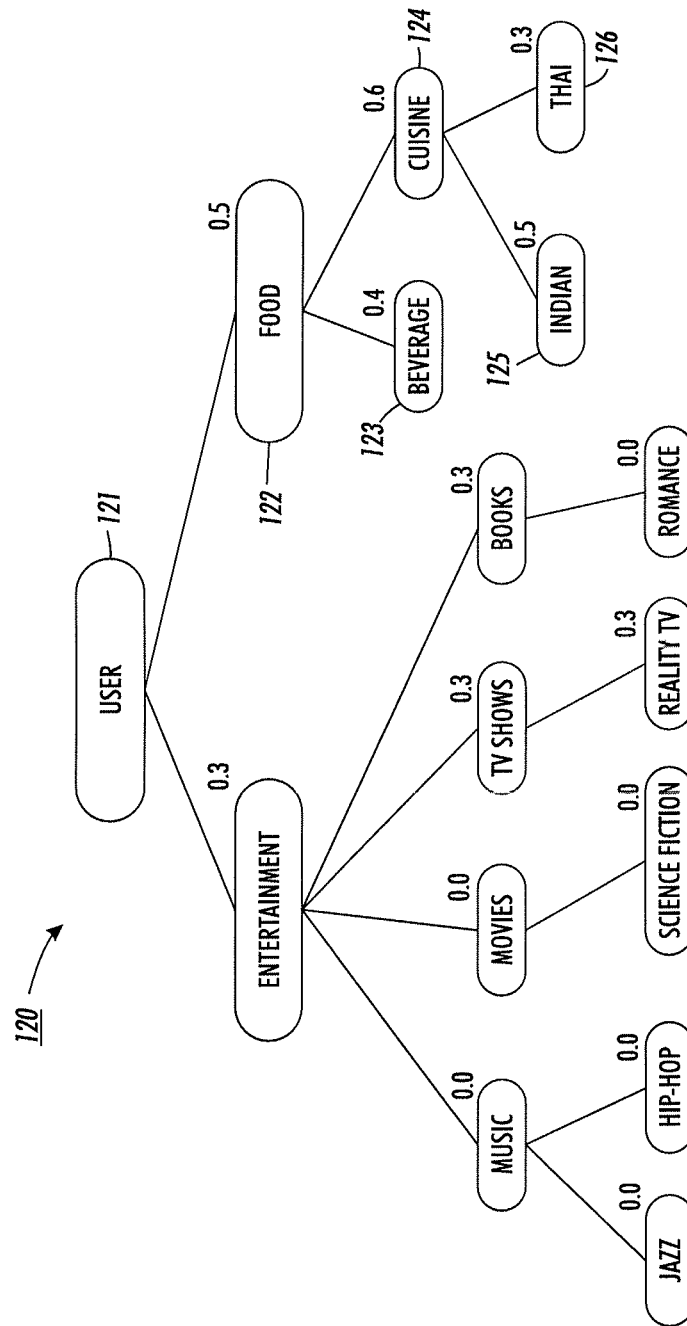 120
USER
121
0.3
ENTERTAINMENT
0.5
FOOD
122
0.0
MUSIC
0.0
MOVIES
0.3
TV SHOWS
0.3
BOOKS
0.4
BEVERAGE
123
0.6
CUISINE
124
0.0
JAZZ
0.0
HIP-HOP
0.0
SCIENCE FICTION
0.3
REALITY TV
0.0
ROMANCE
0.5
INDIAN
125
0.3
THAI
126